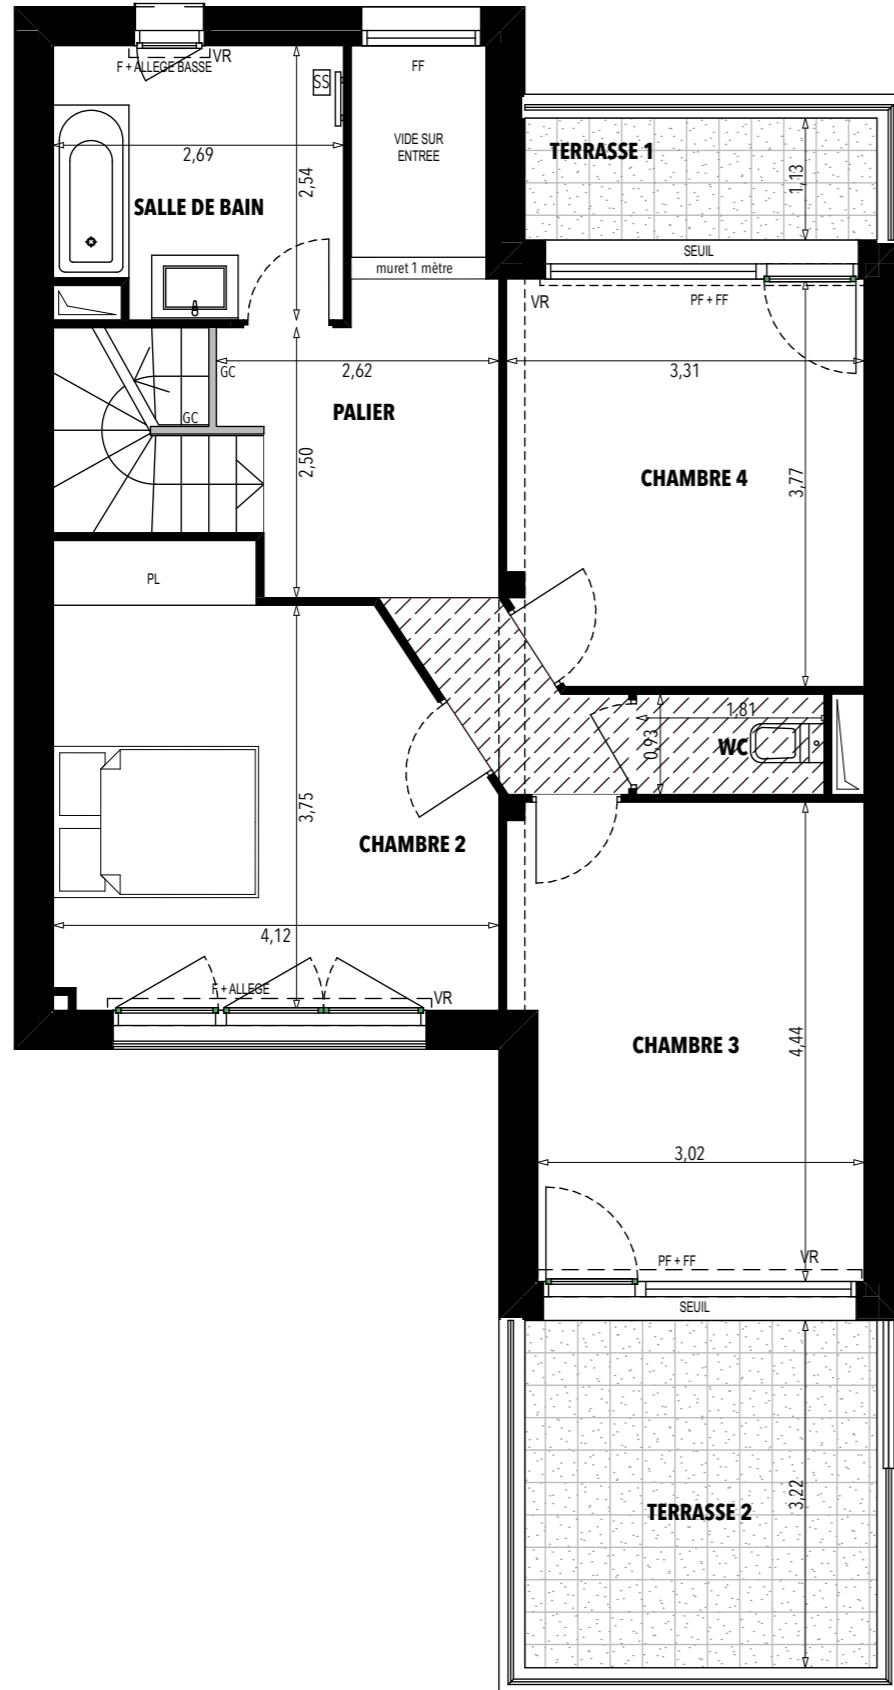 F + ALLEGE BASSE
VR
SS
FF
2,69
2,54
VIDE SUR
ENTREE
SALLE DE BAIN
muret 1 mètre
TERRASSE 1
1,13
SEUIL
VR
PF + FF
GC
2,62
3,31
PALIER
GC
2,50
CHAMBRE 4
3,77
PL
1,81
0,93
WC
3,75
CHAMBRE 2
4,12
F + ALLEGE
VR
CHAMBRE 3
4,44
3,02
PF + FF
VR
SEUIL
TERRASSE 2
3,22